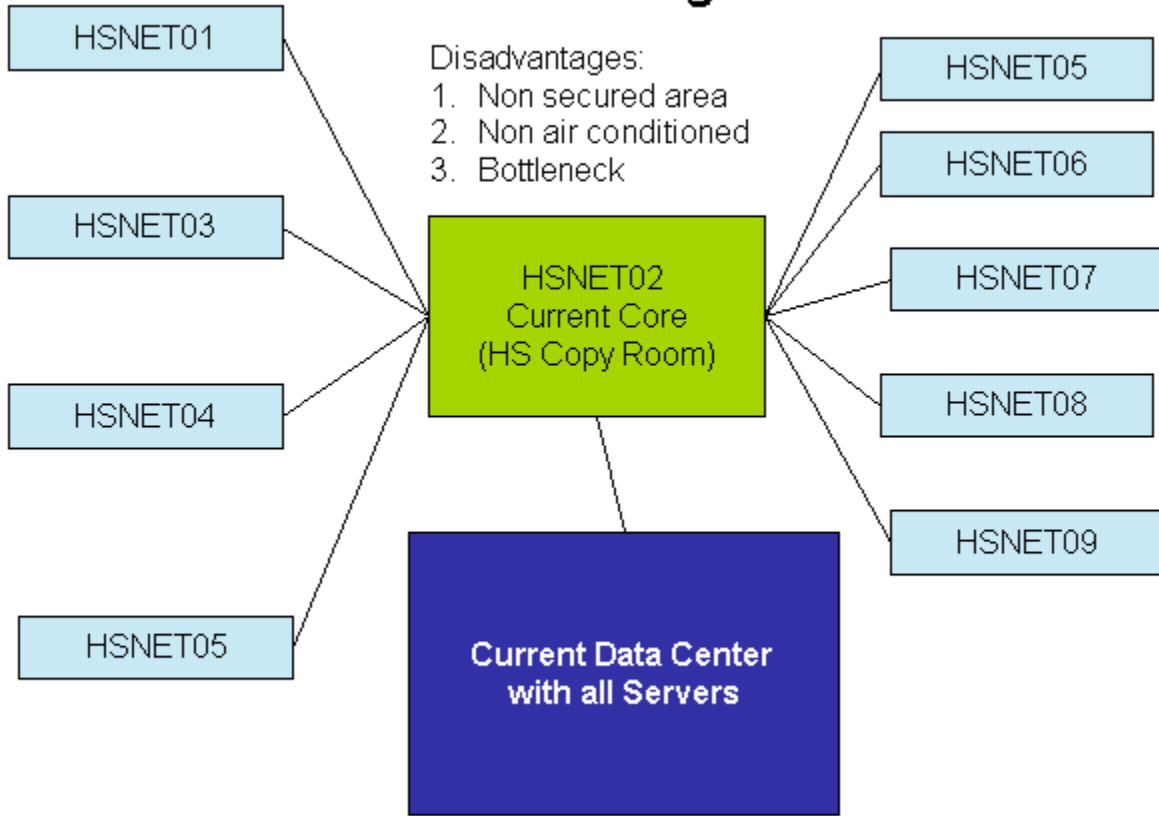 HSNET01
Disadvantages:
1. Non secured area
2. Non air conditioned
3. Bottleneck
HSNET05
HSNET06
HSNET03
HSNET02
Current Core
(HS Copy Room)
HSNET07
HSNET04
HSNET08
HSNET09
HSNET05
Current Data Center
with all Servers